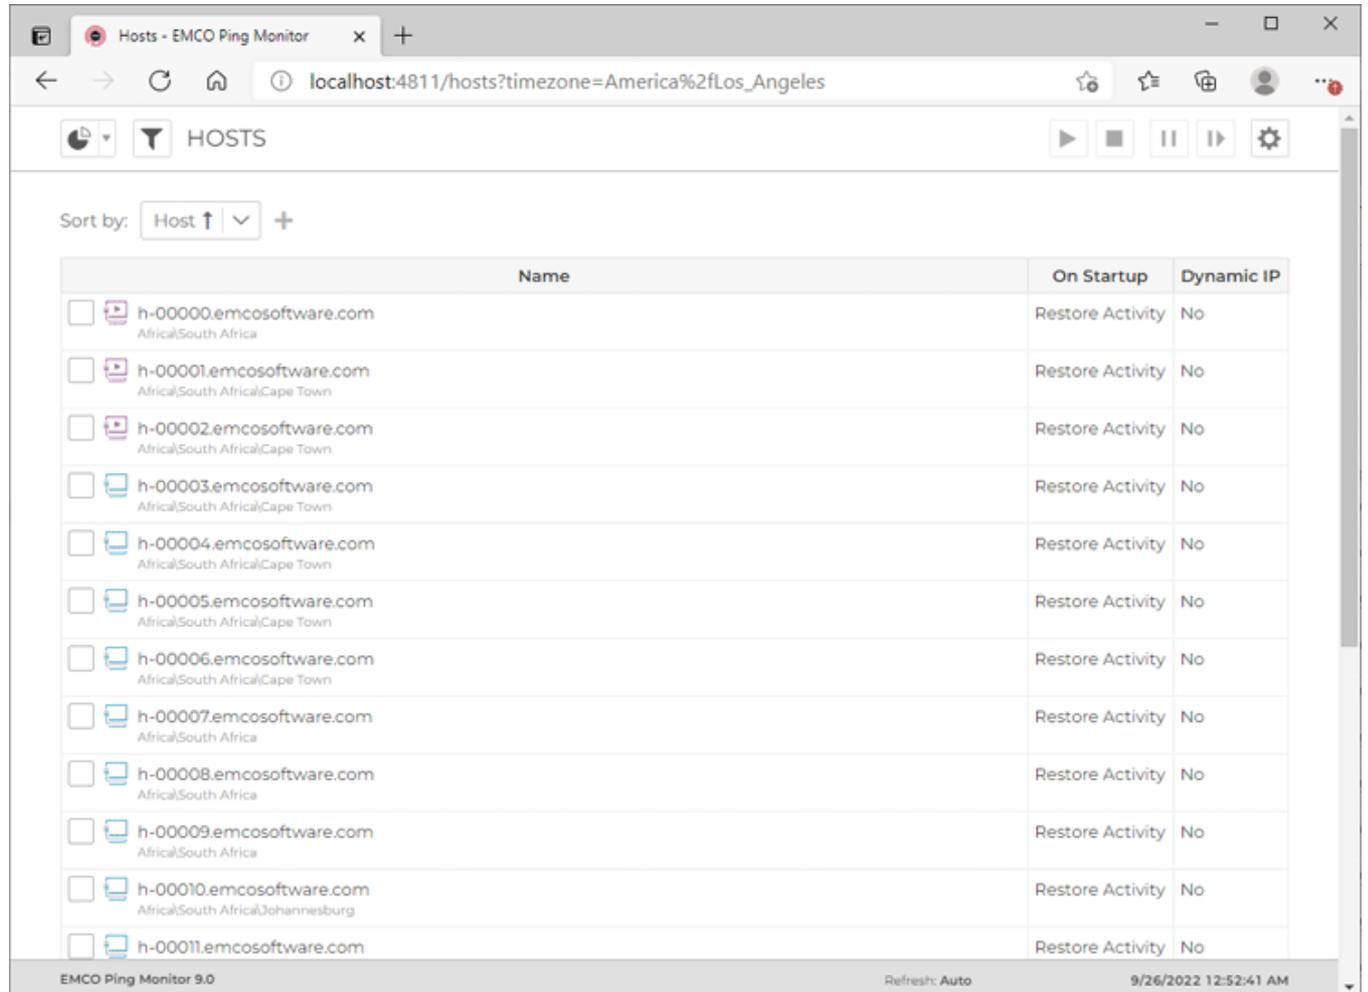 Hosts - EMCO Ping Monitor
localhost:4811/hosts?timezone=America%2fLos_Angeles
HOSTS
Sort by: Host
Name On Startup Dynamic IP
h-00000.emcosoftware.com Restore Activity No
Africa\South Africa
h-00001.emcosoftware.com Restore Activity No
Africa\South Africa\Cape Town
h-00002.emcosoftware.com Restore Activity No
Africa\South Africa\Cape Town
h-00003.emcosoftware.com Restore Activity No
Africa\South Africa\Cape Town
h-00004.emcosoftware.com Restore Activity No
Africa\South Africa\Cape Town
h-00005.emcosoftware.com Restore Activity No
Africa\South Africa\Cape Town
h-00006.emcosoftware.com Restore Activity No
Africa\South Africa\Cape Town
h-00007.emcosoftware.com Restore Activity No
Africa\South Africa
h-00008.emcosoftware.com Restore Activity No
Africa\South Africa
h-00009.emcosoftware.com Restore Activity No
Africa\South Africa
h-00010.emcosoftware.com Restore Activity No
Africa\South Africa\Johannesburg
h-00011.emcosoftware.com Restore Activity No
EMCO Ping Monitor 9.0 Refresh: Auto 9/26/2022 12:52:41 AM